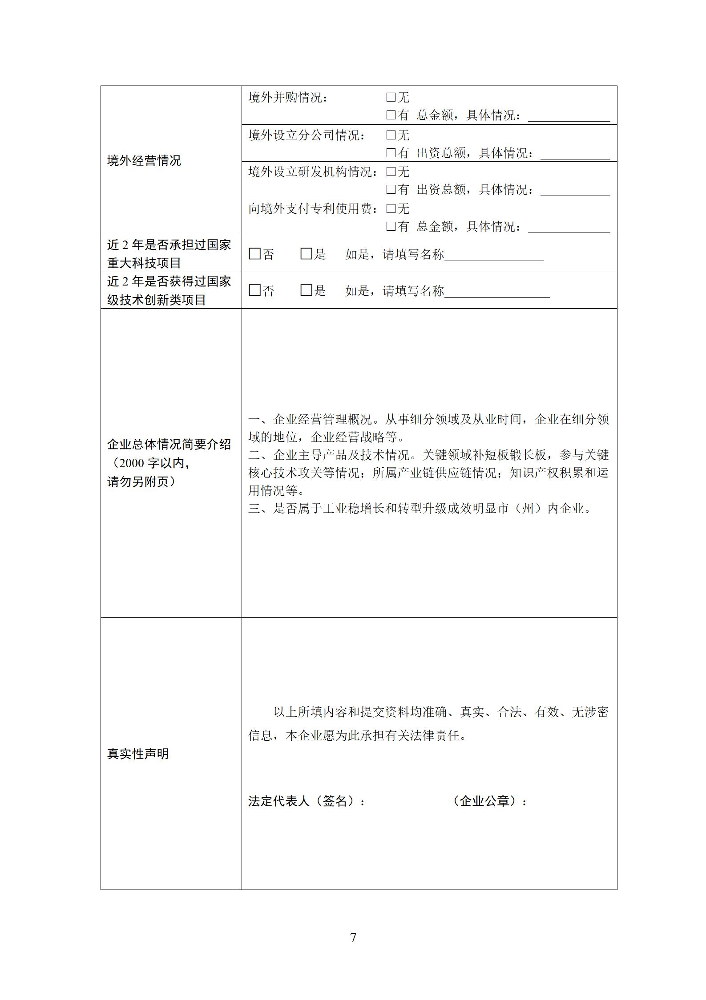 境外经营情况
境外并购情况： □无
□有 总金额，具体情况：
境外设立分公司情况： □无
□有 出资总额，具体情况：
境外设立研发机构情况：□无
□有 出资总额，具体情况：
向境外支付专利使用费：□无
□有 总金额，具体情况：
近 2 年是否承担过国家
重大科技项目
□否 □是 如是，请填写名称
近 2 年是否获得过国家
级技术创新类项目
□否 □是 如是，请填写名称
企业总体情况简要介绍
（2000 字以内，
请勿另附页）
一、企业经营管理概况。从事细分领域及从业时间，企业在细分领
域的地位，企业经营战略等。
二、企业主导产品及技术情况。关键领域补短板锻长板，参与关键
核心技术攻关等情况；所属产业链供应链情况；知识产权积累和运
用情况等。
三、是否属于工业稳增长和转型升级成效明显市（州）内企业。
真实性声明
以上所填内容和提交资料均准确、真实、合法、有效、无涉密
信息，本企业愿为此承担有关法律责任。
法定代表人（签名）： （企业公章）：
7